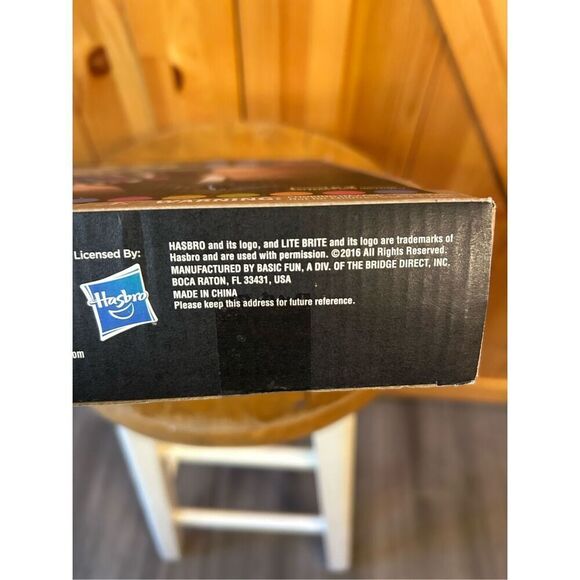 WARNING:
Licensed By:
Hasbro
HASBRO and its logo, and LITE BRITE and its logo are trademarks of
Hasbro and are used with permission. ©2016 All Rights Reserved.
MANUFACTURED BY BASIC FUN, A DIV. OF THE BRIDGE DIRECT, INC.
BOCA RATON, FL 33431, USA
MADE IN CHINA
Please keep this address for future reference.
om